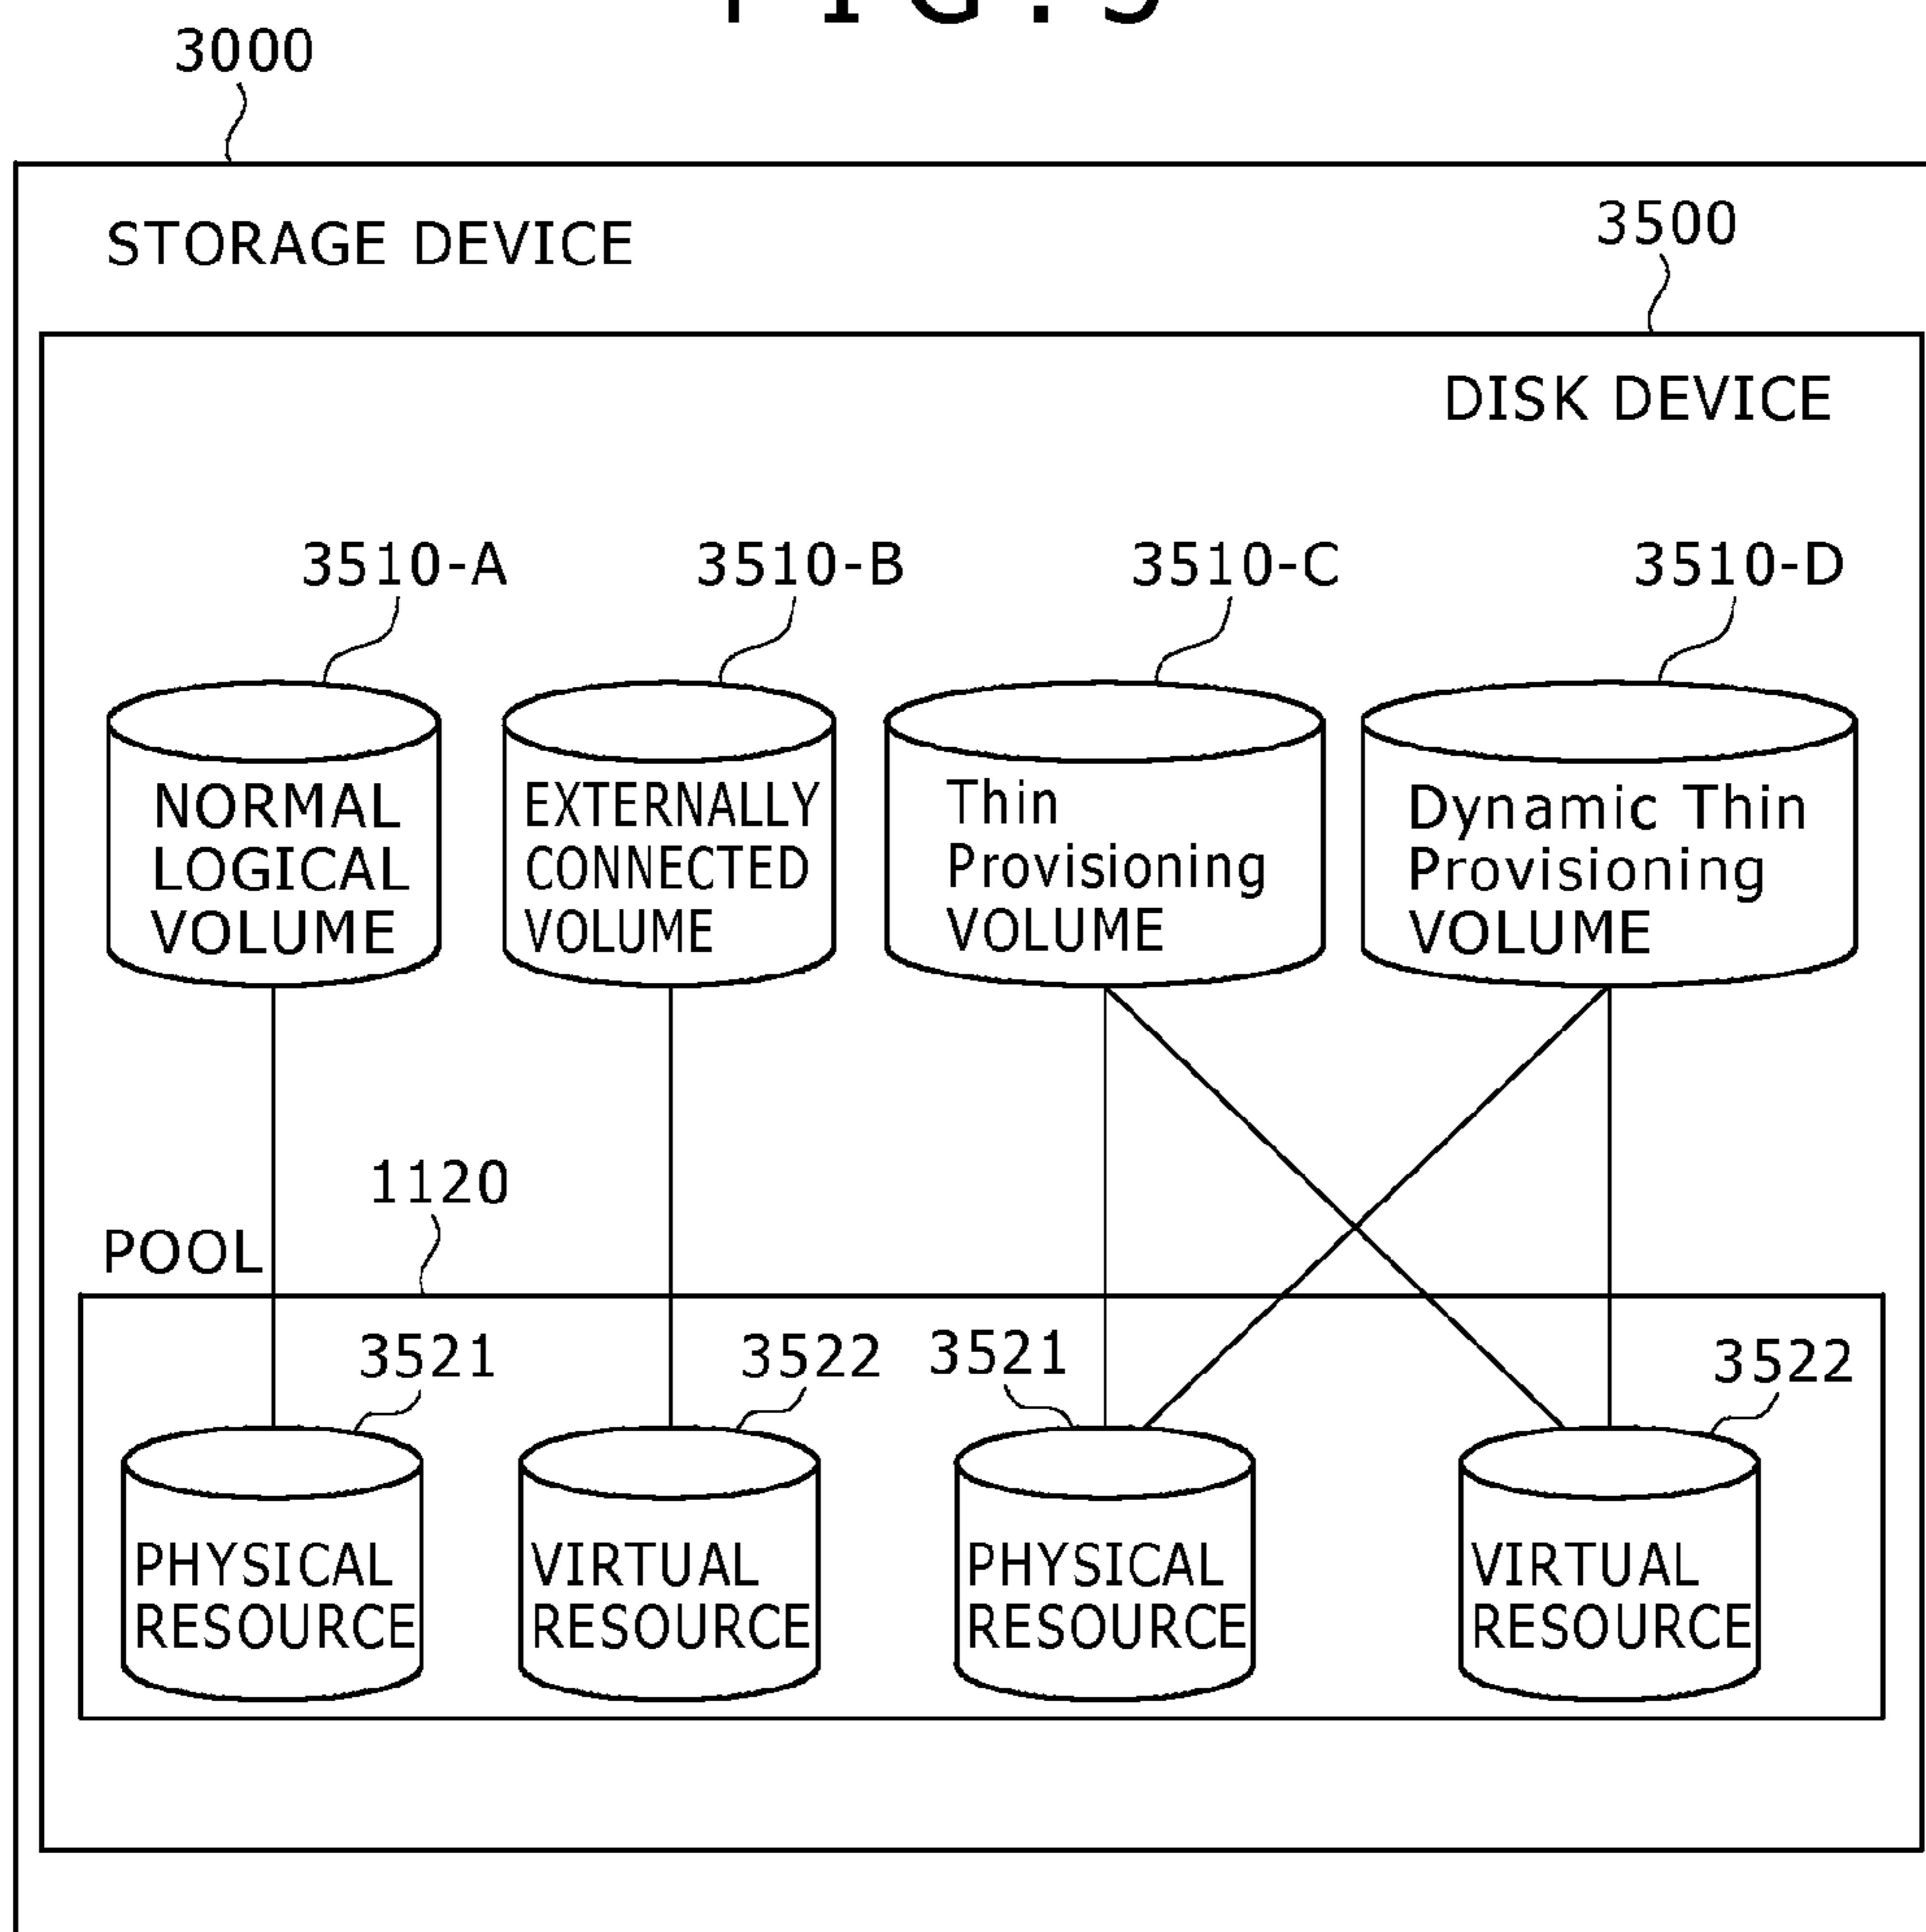 3000
STORAGE DEVICE
3500
DISK DEVICE
3510-A
3510-B
3510-C
3510-D
NORMAL
LOGICAL
VOLUME
EXTERNALLY
CONNECTED
VOLUME
Thin
Provisioning
VOLUME
Dynamic Thin
Provisioning
VOLUME
1120
POOL
3521
3522
3521
3522
PHYSICAL
RESOURCE
VIRTUAL
RESOURCE
PHYSICAL
RESOURCE
VIRTUAL
RESOURCE